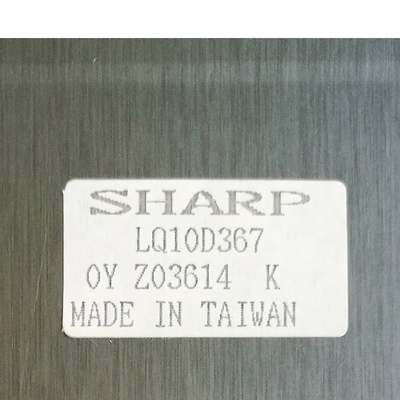 SHARP
LQ10D367
0Y Z03614 K
MADE IN TAIWAN